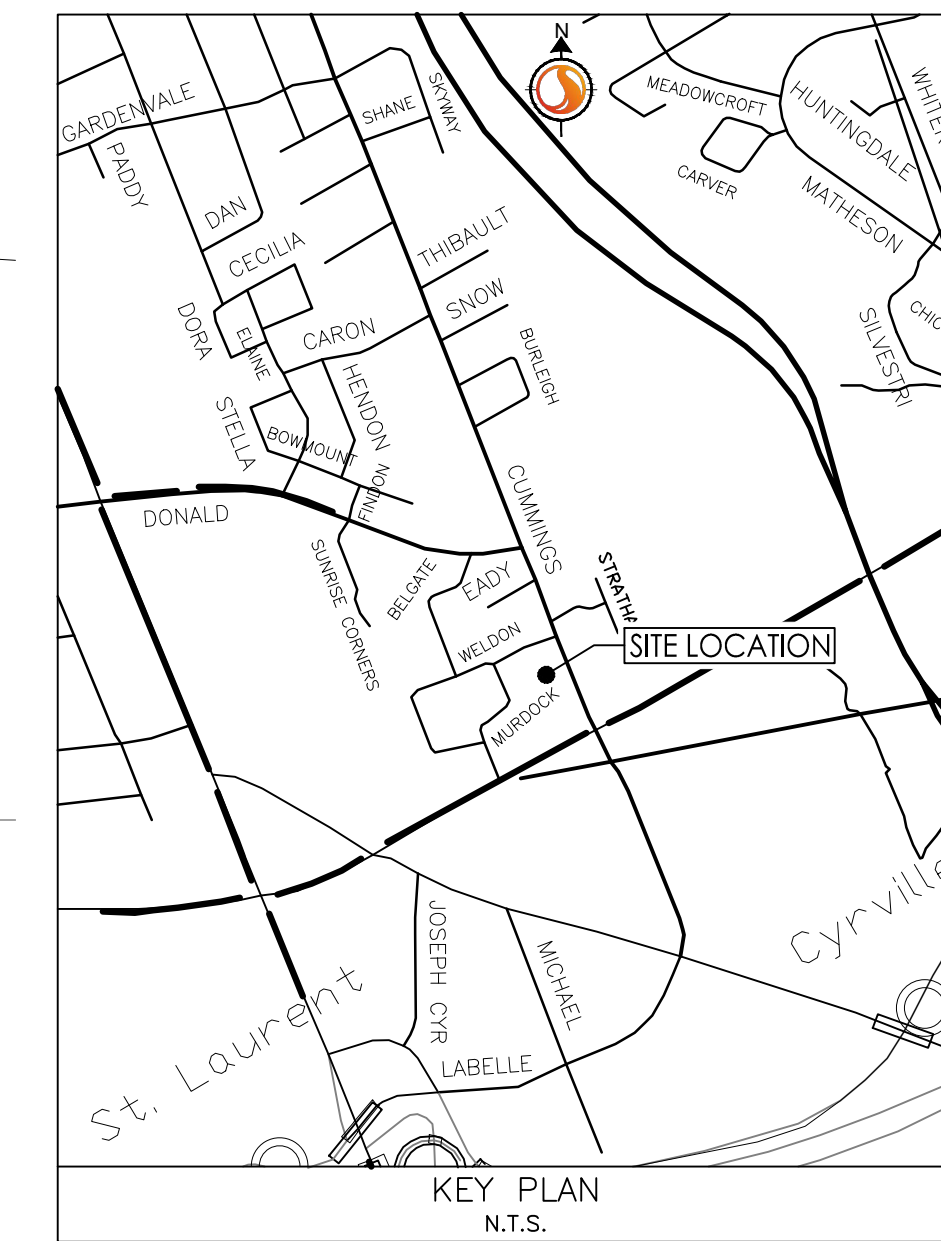 N
SKYWAY
SHANE
GARDENVALE
PADDY
MEADOWCROFT
HUNTINGDALE
CARVER
MATHESON
DAN
CECILIA
THIBAULT
SNOW
DORA
ELAINE
CARON
BURLEIGH
SILVESTRI
HENDON
STELLA
BOWMOUNT
FINDON
CUMMINGS
DONALD
SUNRISE CORNERS
BELGATE
EADY
WELDON
SITE LOCATION
MURDOCK
JOSEPH CYR
MICHAEL
Cyrville
St. Laurent
LABELLE
KEY PLAN
N.T.S.